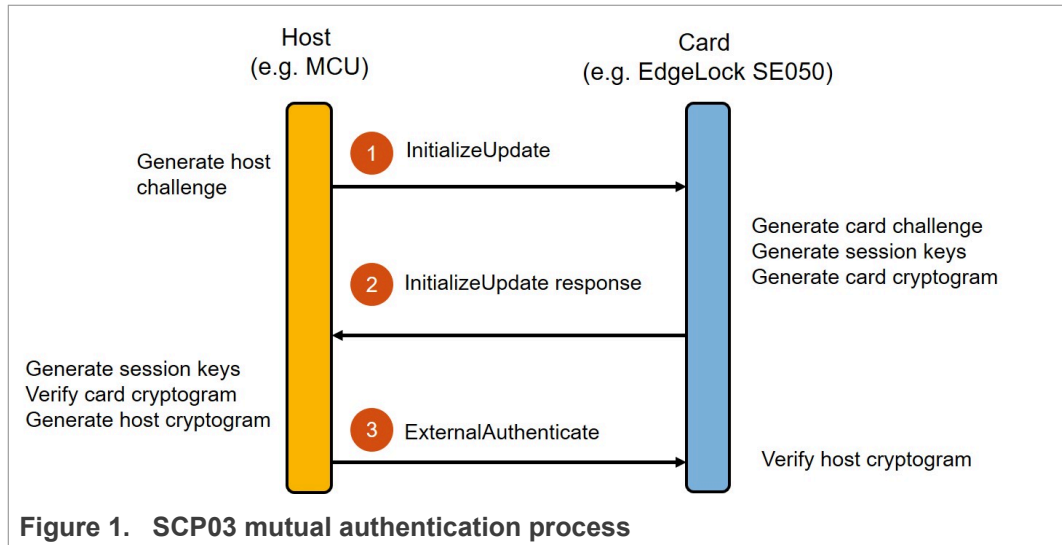 Host
(e.g. MCU)
Card
(e.g. EdgeLock SE050)
Generate host
challenge
1
InitializeUpdate
Generate card challenge
Generate session keys
Generate card cryptogram
2
InitializeUpdate response
Generate session keys
Verify card cryptogram
Generate host cryptogram
3
ExternalAuthenticate
Verify host cryptogram
Figure 1. SCP03 mutual authentication process